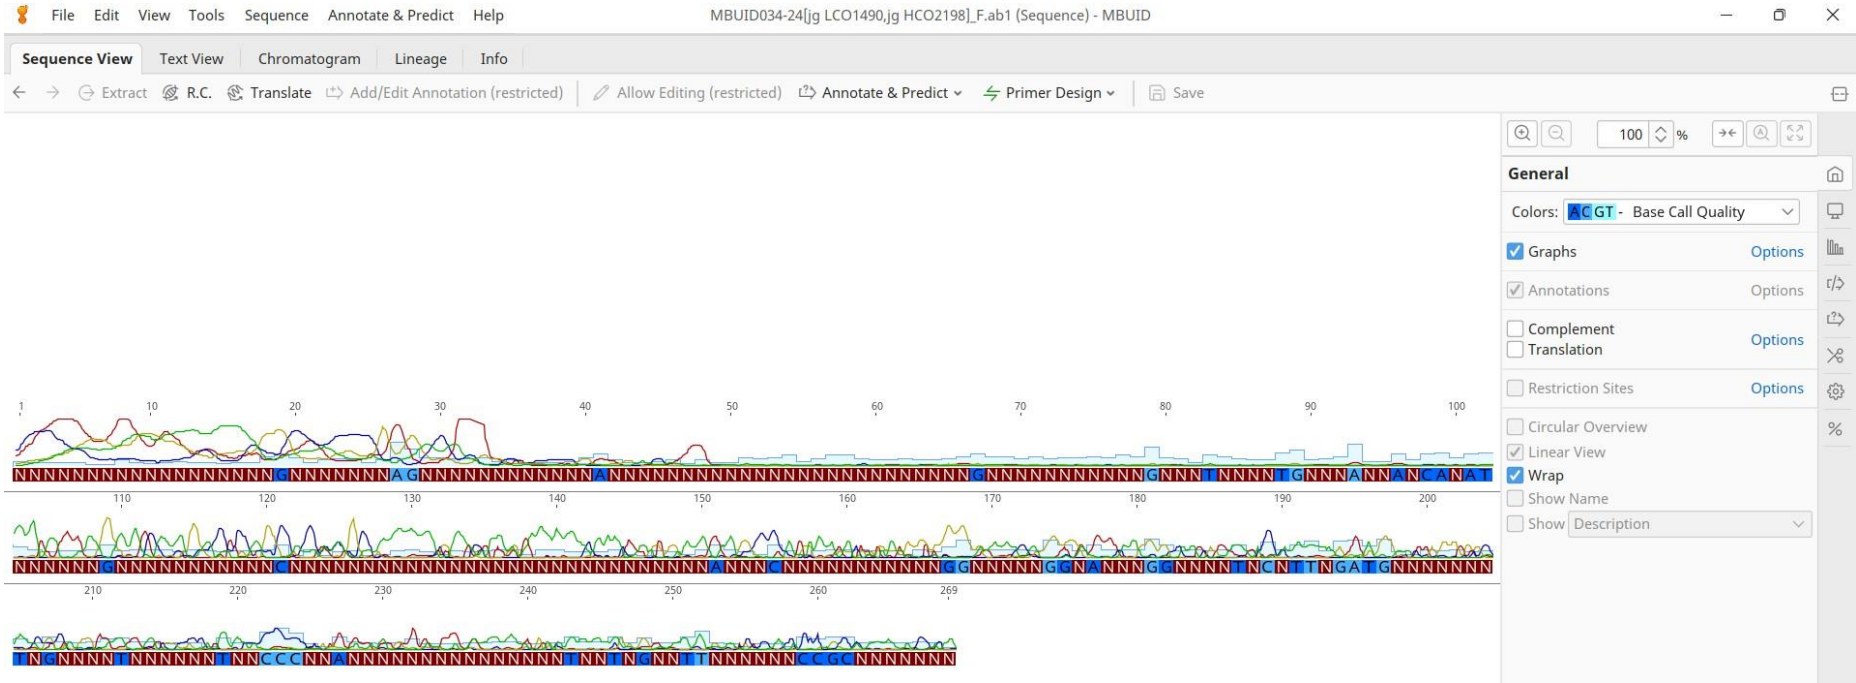 File Edit View Tools Sequence Annotate & Predict Help MBUID034-24[jg LCO1490,jg HCO2198]_F.ab1 (Sequence) - MBUID
Sequence View Text View Chromatogram Lineage Info
Extract R.C. Translate Add/Edit Annotation (restricted) Allow Editing (restricted) Annotate & Predict Primer Design Save
100 %
General
Colors: ACGT - Base Call Quality
Graphs Options
Annotations Options
Complement
Translation Options
Restriction Sites Options
Circular Overview
Linear View
Wrap
Show Name
Show Description
1 10 20 30 40 50 60 70 80 90 100
NNNNNNNNNNNNNNNNNNGNNNNNNNAGNNNNNNNNNNNNANNNNNNNNNNNNNNNNNNNNNNNNNGNNNNNNNNNNNGNNNTNNNNTGNNNANNANCANAT
110 120 130 140 150 160 170 180 190 200
NNNNNNGNNNNNNNNNNNCNNNNNNNNNNNNNNNNNNNNNNNNNNNNNANNNCNNNNNNNNNNNGGNNNNNGGNANNNGGNNNNTNCNTTNGATGNNNNNNN
210 220 230 240 250 260 269
TNGNNNNTNNNNNNTNNCCCNNANNNNNNNNNNNNNNNTNNTNGNNTTNNNNNNCCGCNNNNNNN